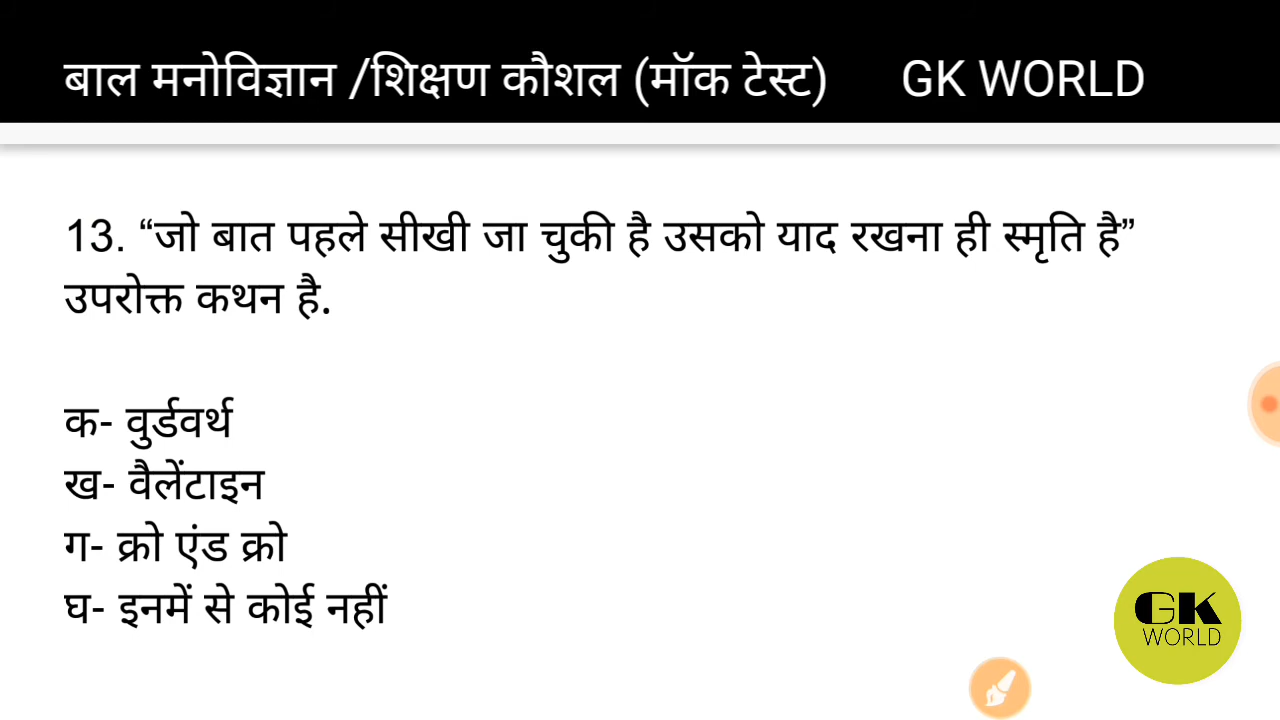 बाल मनोविज्ञान /शिक्षण कौशल (मॉक टेस्ट) GK WORLD
13. “जो बात पहले सीखी जा चुकी है उसको याद रखना ही स्मृति है”
उपरोक्त कथन है.
क- वुर्डवर्थ
ख- वैलेंटाइन
ग- क्रो एंड क्रो
घ- इनमें से कोई नहीं
GK
WORLD